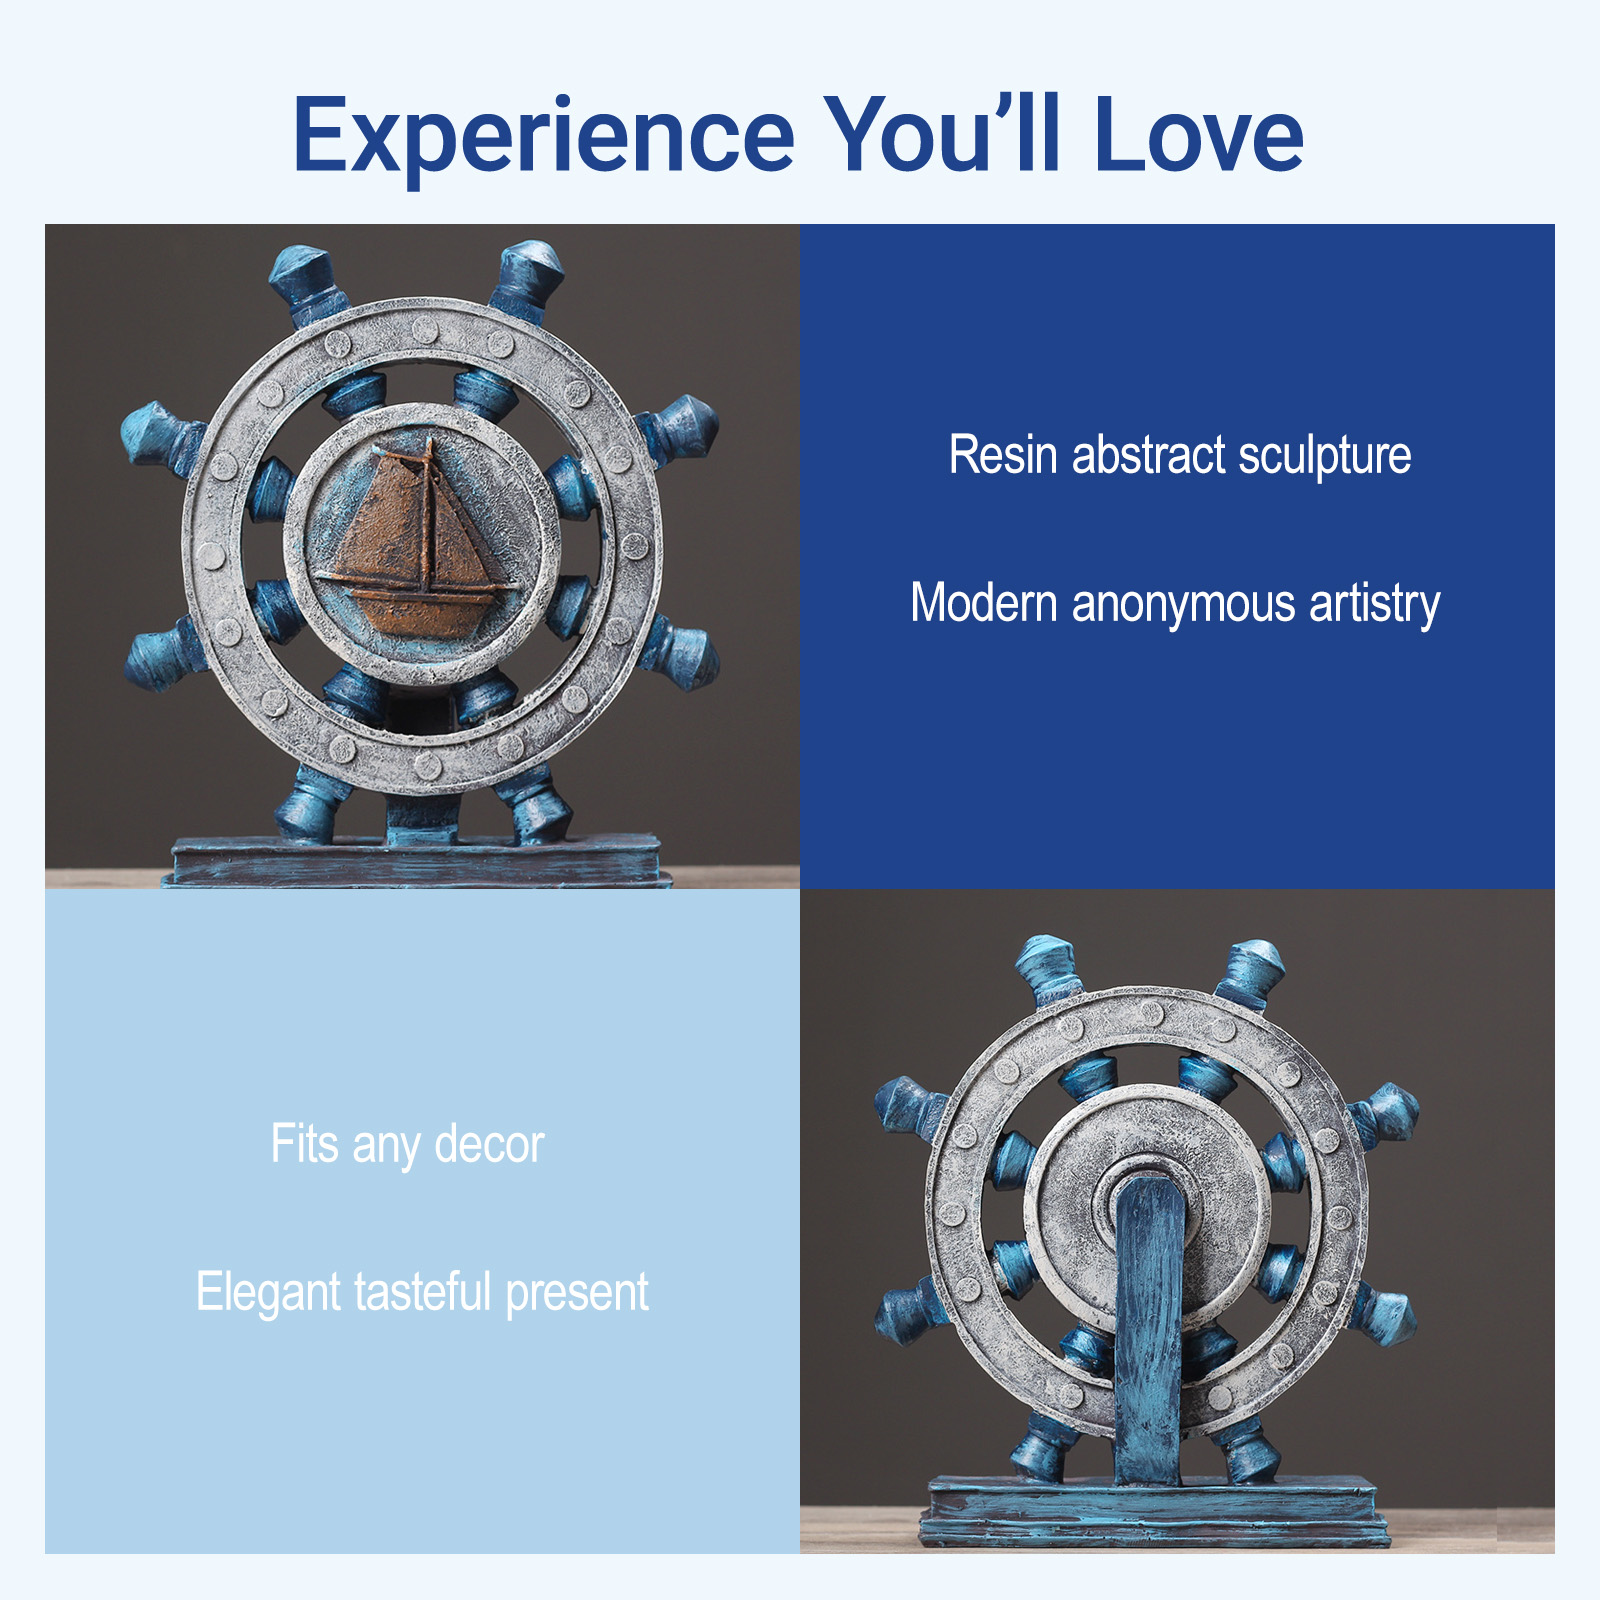 Experience You’ll Love
Resin abstract sculpture
Modern anonymous artistry
Fits any decor
Elegant tasteful present